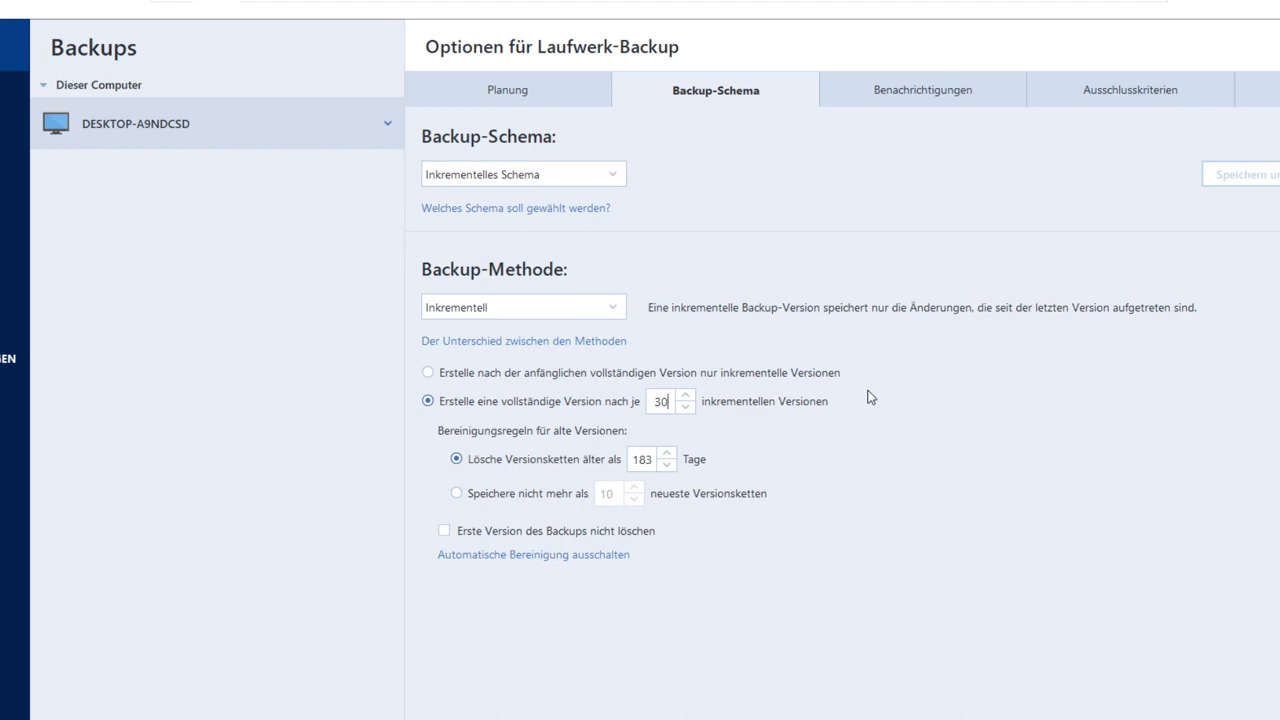 Backups
Dieser Computer
DESKTOP-A9NDCSD
GEN
Optionen für Laufwerk-Backup
Planung
Backup-Schema
Benachrichtigungen
Ausschlusskriterien
Backup-Schema:
Inkrementelles Schema
Speichern un
Welches Schema soll gewählt werden?
Backup-Methode:
Inkrementell
Eine inkrementelle Backup-Version speichert nur die Änderungen, die seit der letzten Version aufgetreten sind.
Der Unterschied zwischen den Methoden
Erstelle nach der anfänglichen vollständigen Version nur inkrementelle Versionen
Erstelle eine vollständige Version nach je 30 inkrementellen Versionen
Bereinigungsregeln für alte Versionen:
Lösche Versionsketten älter als 183 Tage
Speichere nicht mehr als 10 neueste Versionsketten
Erste Version des Backups nicht löschen
Automatische Bereinigung ausschalten